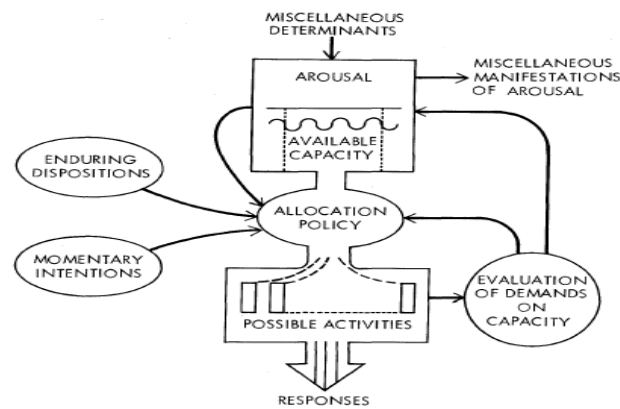 MISCELLANEOUS
DETERMINANTS
AROUSAL
MISCELLANEOUS
MANIFESTATIONS
OF AROUSAL
AVAILABLE
CAPACITY
ENDURING
DISPOSITIONS
ALLOCATION
POLICY
MOMENTARY
INTENTIONS
EVALUATION
OF DEMANDS
ON
CAPACITY
POSSIBLE ACTIVITIES
RESPONSES